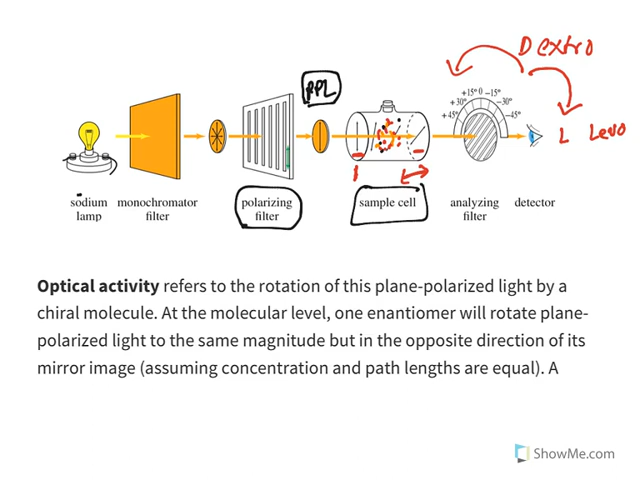 Dextro
PPL
+15° 0 -15°
+30° -30°
+45° -45°
L Levo
sodium lamp
monochromator filter
polarizing filter
sample cell
analyzing filter
detector
Optical activity refers to the rotation of this plane-polarized light by a
chiral molecule. At the molecular level, one enantiomer will rotate plane-
polarized light to the same magnitude but in the opposite direction of its
mirror image (assuming concentration and path lengths are equal). A
ShowMe.com